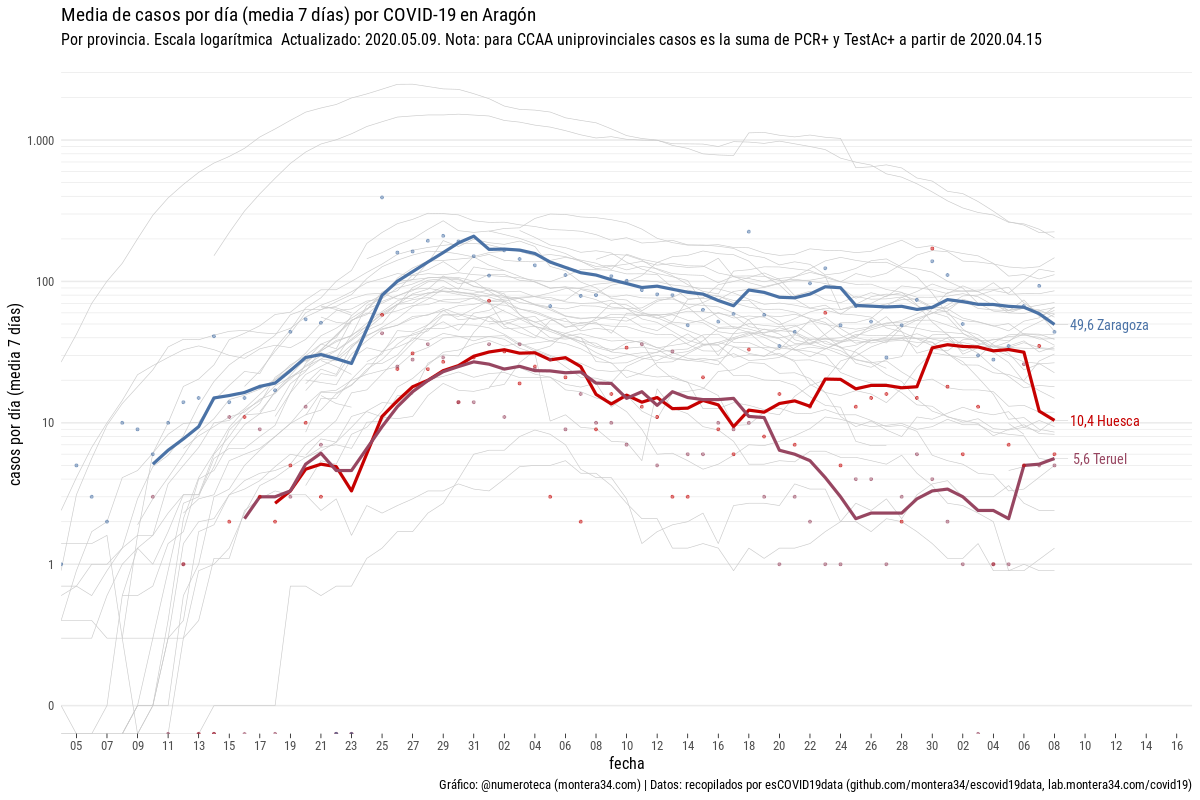 Media de casos por día (media 7 días) por COVID-19 en Aragón
Por provincia. Escala logarítmica  Actualizado: 2020.05.09. Nota: para CCAA uniprovinciales casos es la suma de PCR+ y TestAc+ a partir de 2020.04.15
casos por día (media 7 días)
1.000
100
10
1
0
49,6 Zaragoza
10,4 Huesca
5,6 Teruel
05 07 09 11 13 15 17 19 21 23 25 27 29 31 02 04 06 08 10 12 14 16 18 20 22 24 26 28 30 02 04 06 08 10 12 14 16
fecha
Gráfico: @numeroteca (montera34.com) | Datos: recopilados por esCOVID19data (github.com/montera34/escovid19data, lab.montera34.com/covid19)